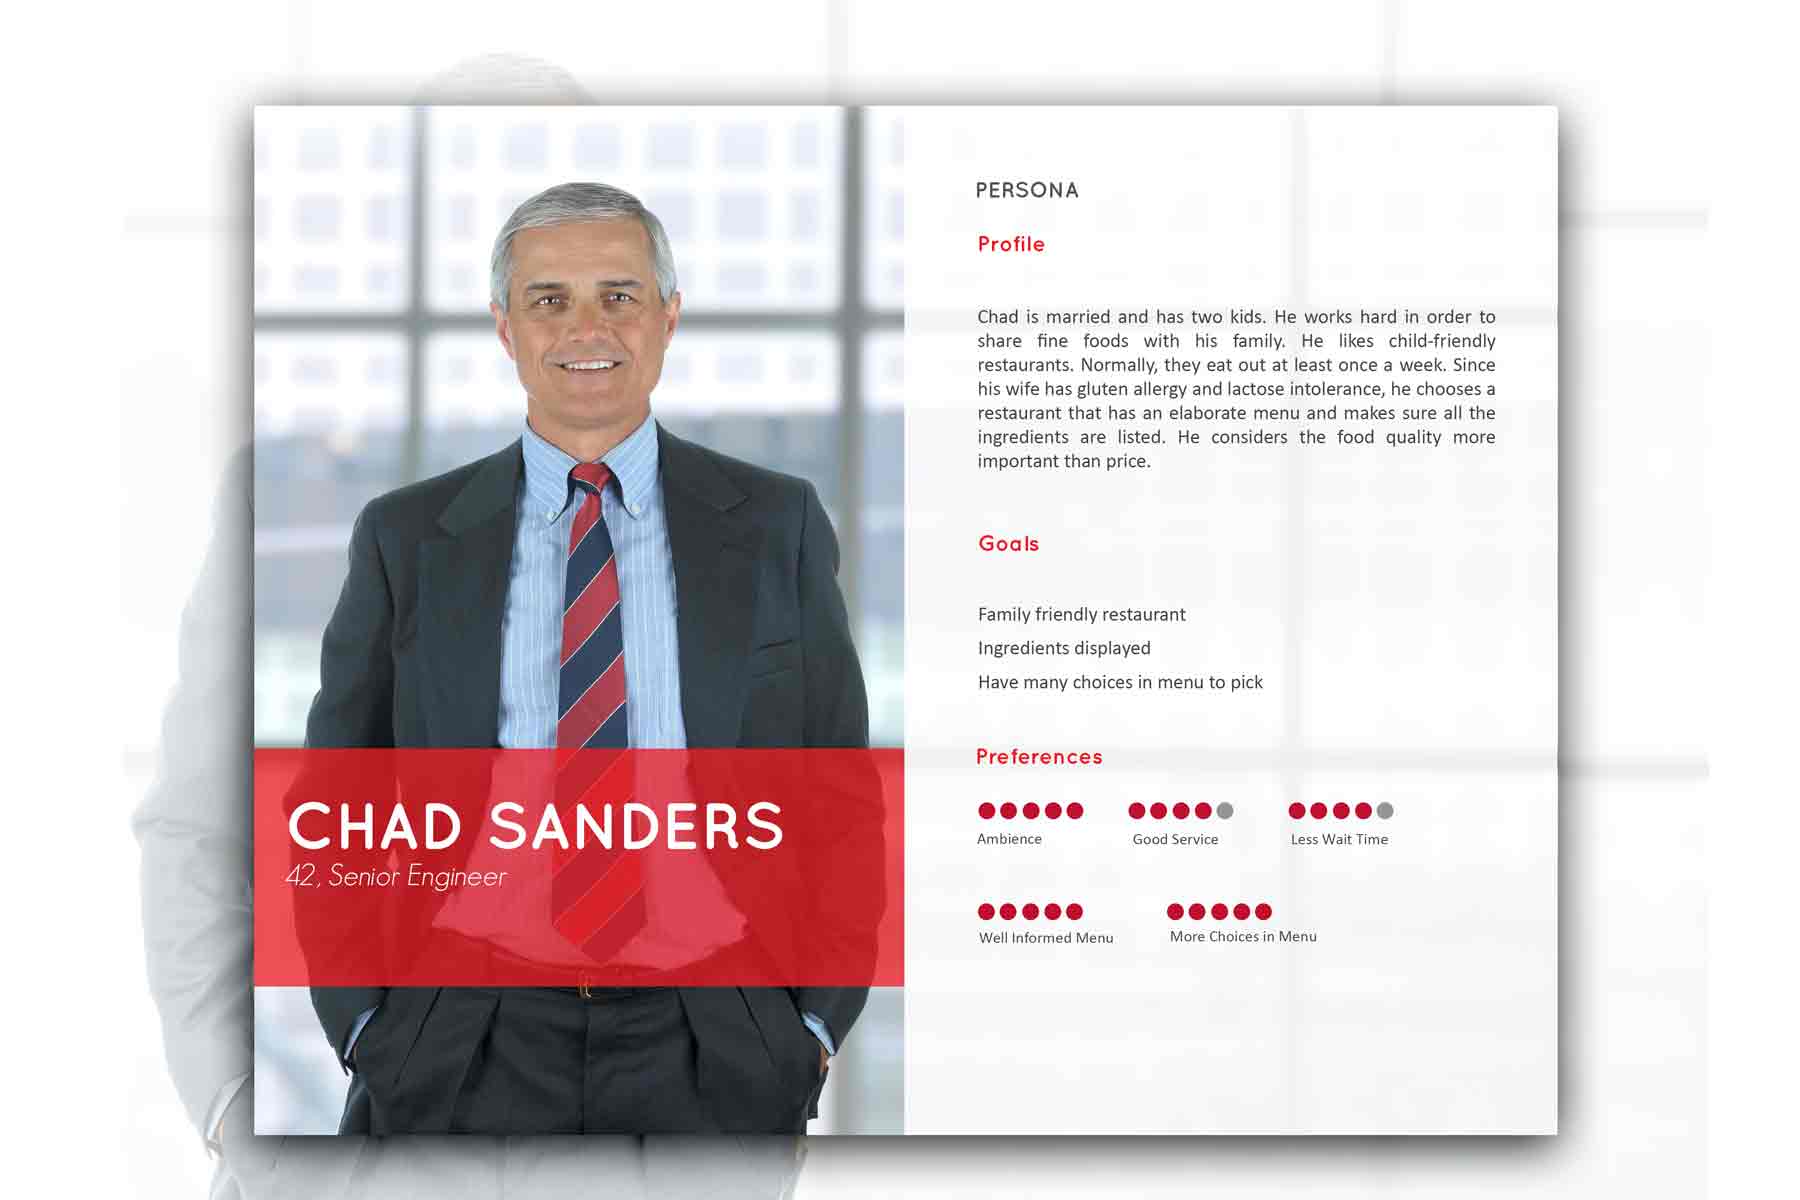 CHAD SANDERS
42, Senior Engineer
PERSONA
Profile
Chad is married and has two kids. He works hard in order to
share fine foods with his family. He likes child-friendly
restaurants. Normally, they eat out at least once a week. Since
his wife has gluten allergy and lactose intolerance, he chooses a
restaurant that has an elaborate menu and makes sure all the
ingredients are listed. He considers the food quality more
important than price.
Goals
Family friendly restaurant
Ingredients displayed
Have many choices in menu to pick
Preferences
Ambience
Good Service
Less Wait Time
Well Informed Menu
More Choices in Menu